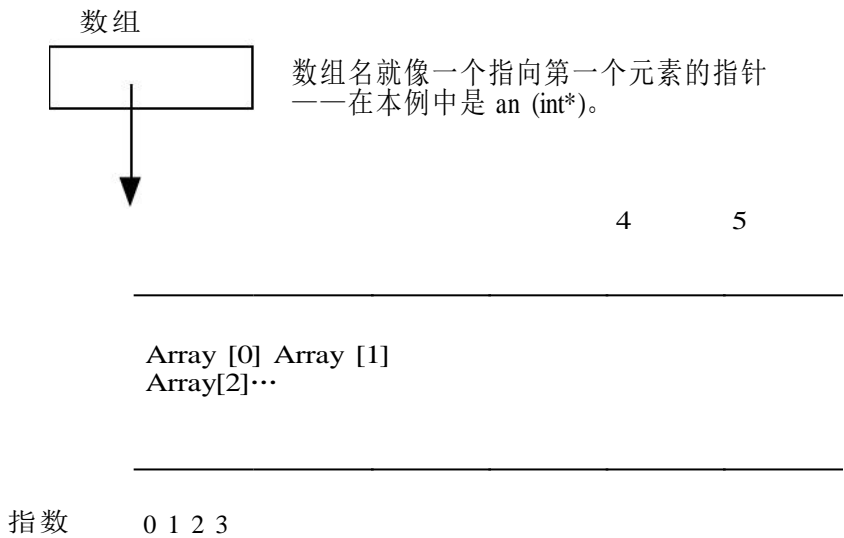 数组
数组名就像一个指向第一个元素的指针
——在本例中是 an (int*)。
4 5
Array [0] Array [1]
Array[2]⋯
指数 0 1 2 3